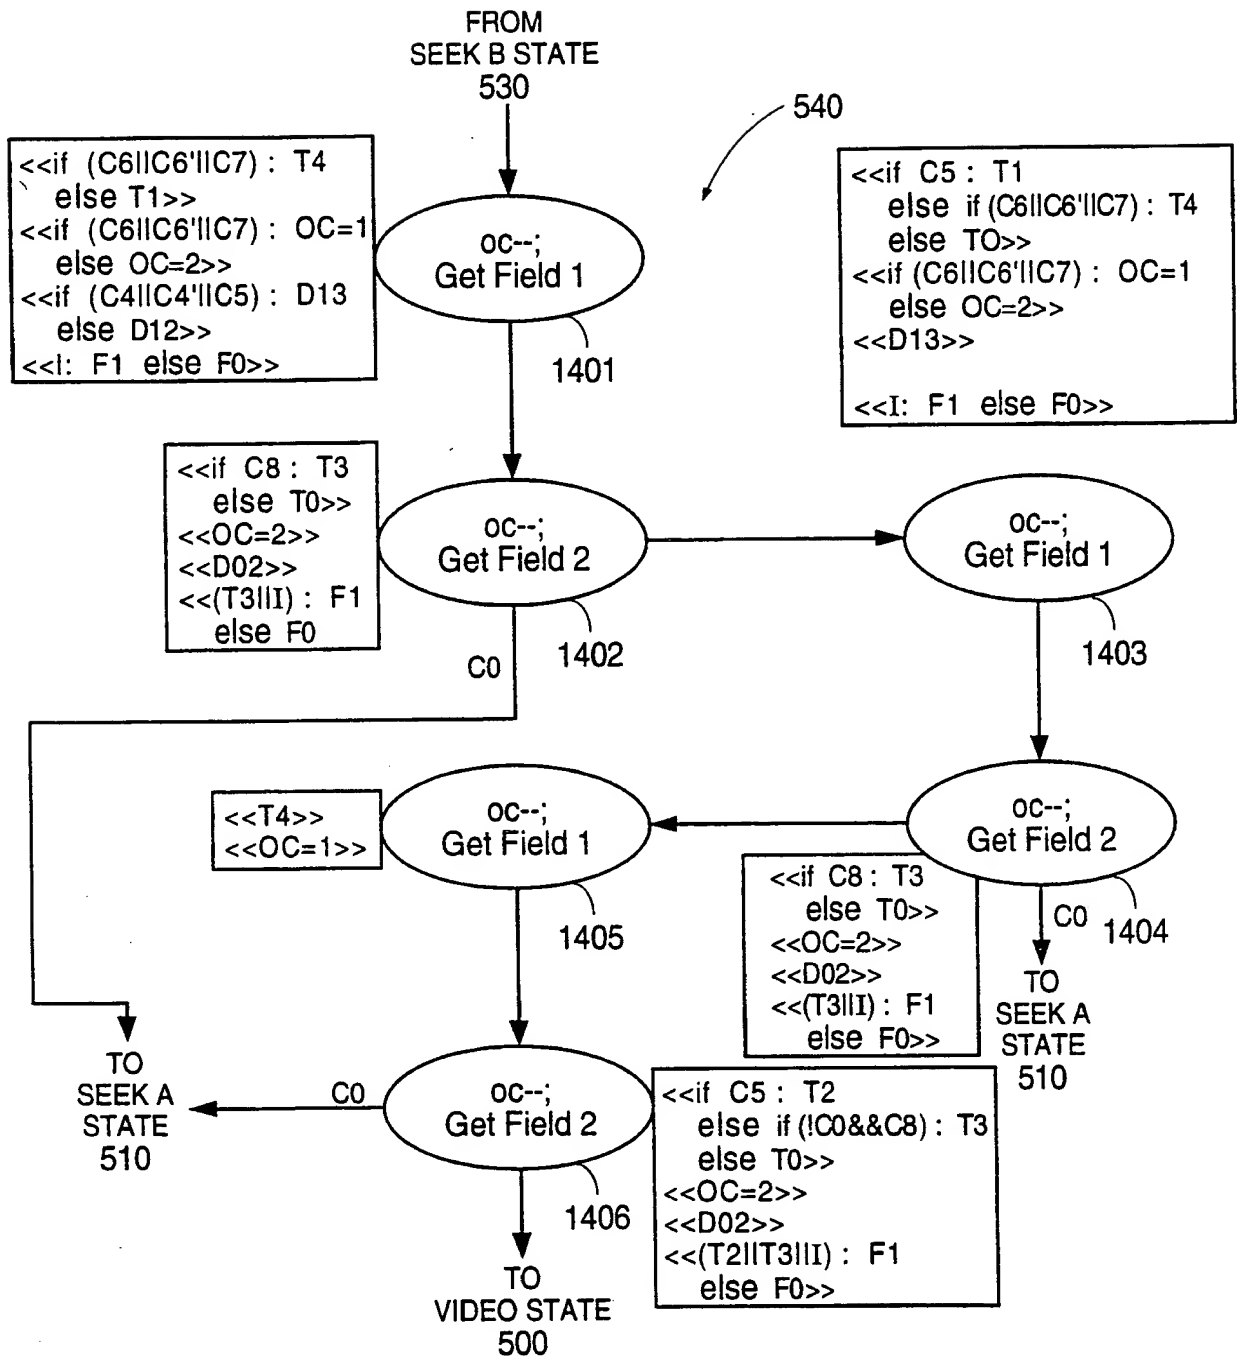 FROM
SEEK B STATE
530
540
<<if (C6||C6'||C7) : T4
else T1>>
<<if (C6||C6'||C7) : OC=1
else OC=2>>
<<if (C4||C4'||C5) : D13
else D12>>
<<I: F1 else F0>>
oc--;
Get Field 1
1401
<<if C5 : T1
else if (C6||C6'||C7) : T4
else TO>>
<<if (C6||C6'||C7) : OC=1
else OC=2>>
<<D13>>
<<I: F1 else F0>>
<<if C8 : T3
else T0>>
<<OC=2>>
<<D02>>
<<(T3||I) : F1
else F0
oc--;
Get Field 2
1402
C0
oc--;
Get Field 1
1403
<<T4>>
<<OC=1>>
oc--;
Get Field 1
1405
oc--;
Get Field 2
1404
C0
<<if C8 : T3
else T0>>
<<OC=2>>
<<D02>>
<<(T3||I) : F1
else F0>>
TO
SEEK A
STATE
510
TO
SEEK A
STATE
510
C0
oc--;
Get Field 2
1406
<<if C5 : T2
else if (!C0&&C8) : T3
else T0>>
<<OC=2>>
<<D02>>
<<(T2||T3||I) : F1
else F0>>
TO
VIDEO STATE
500